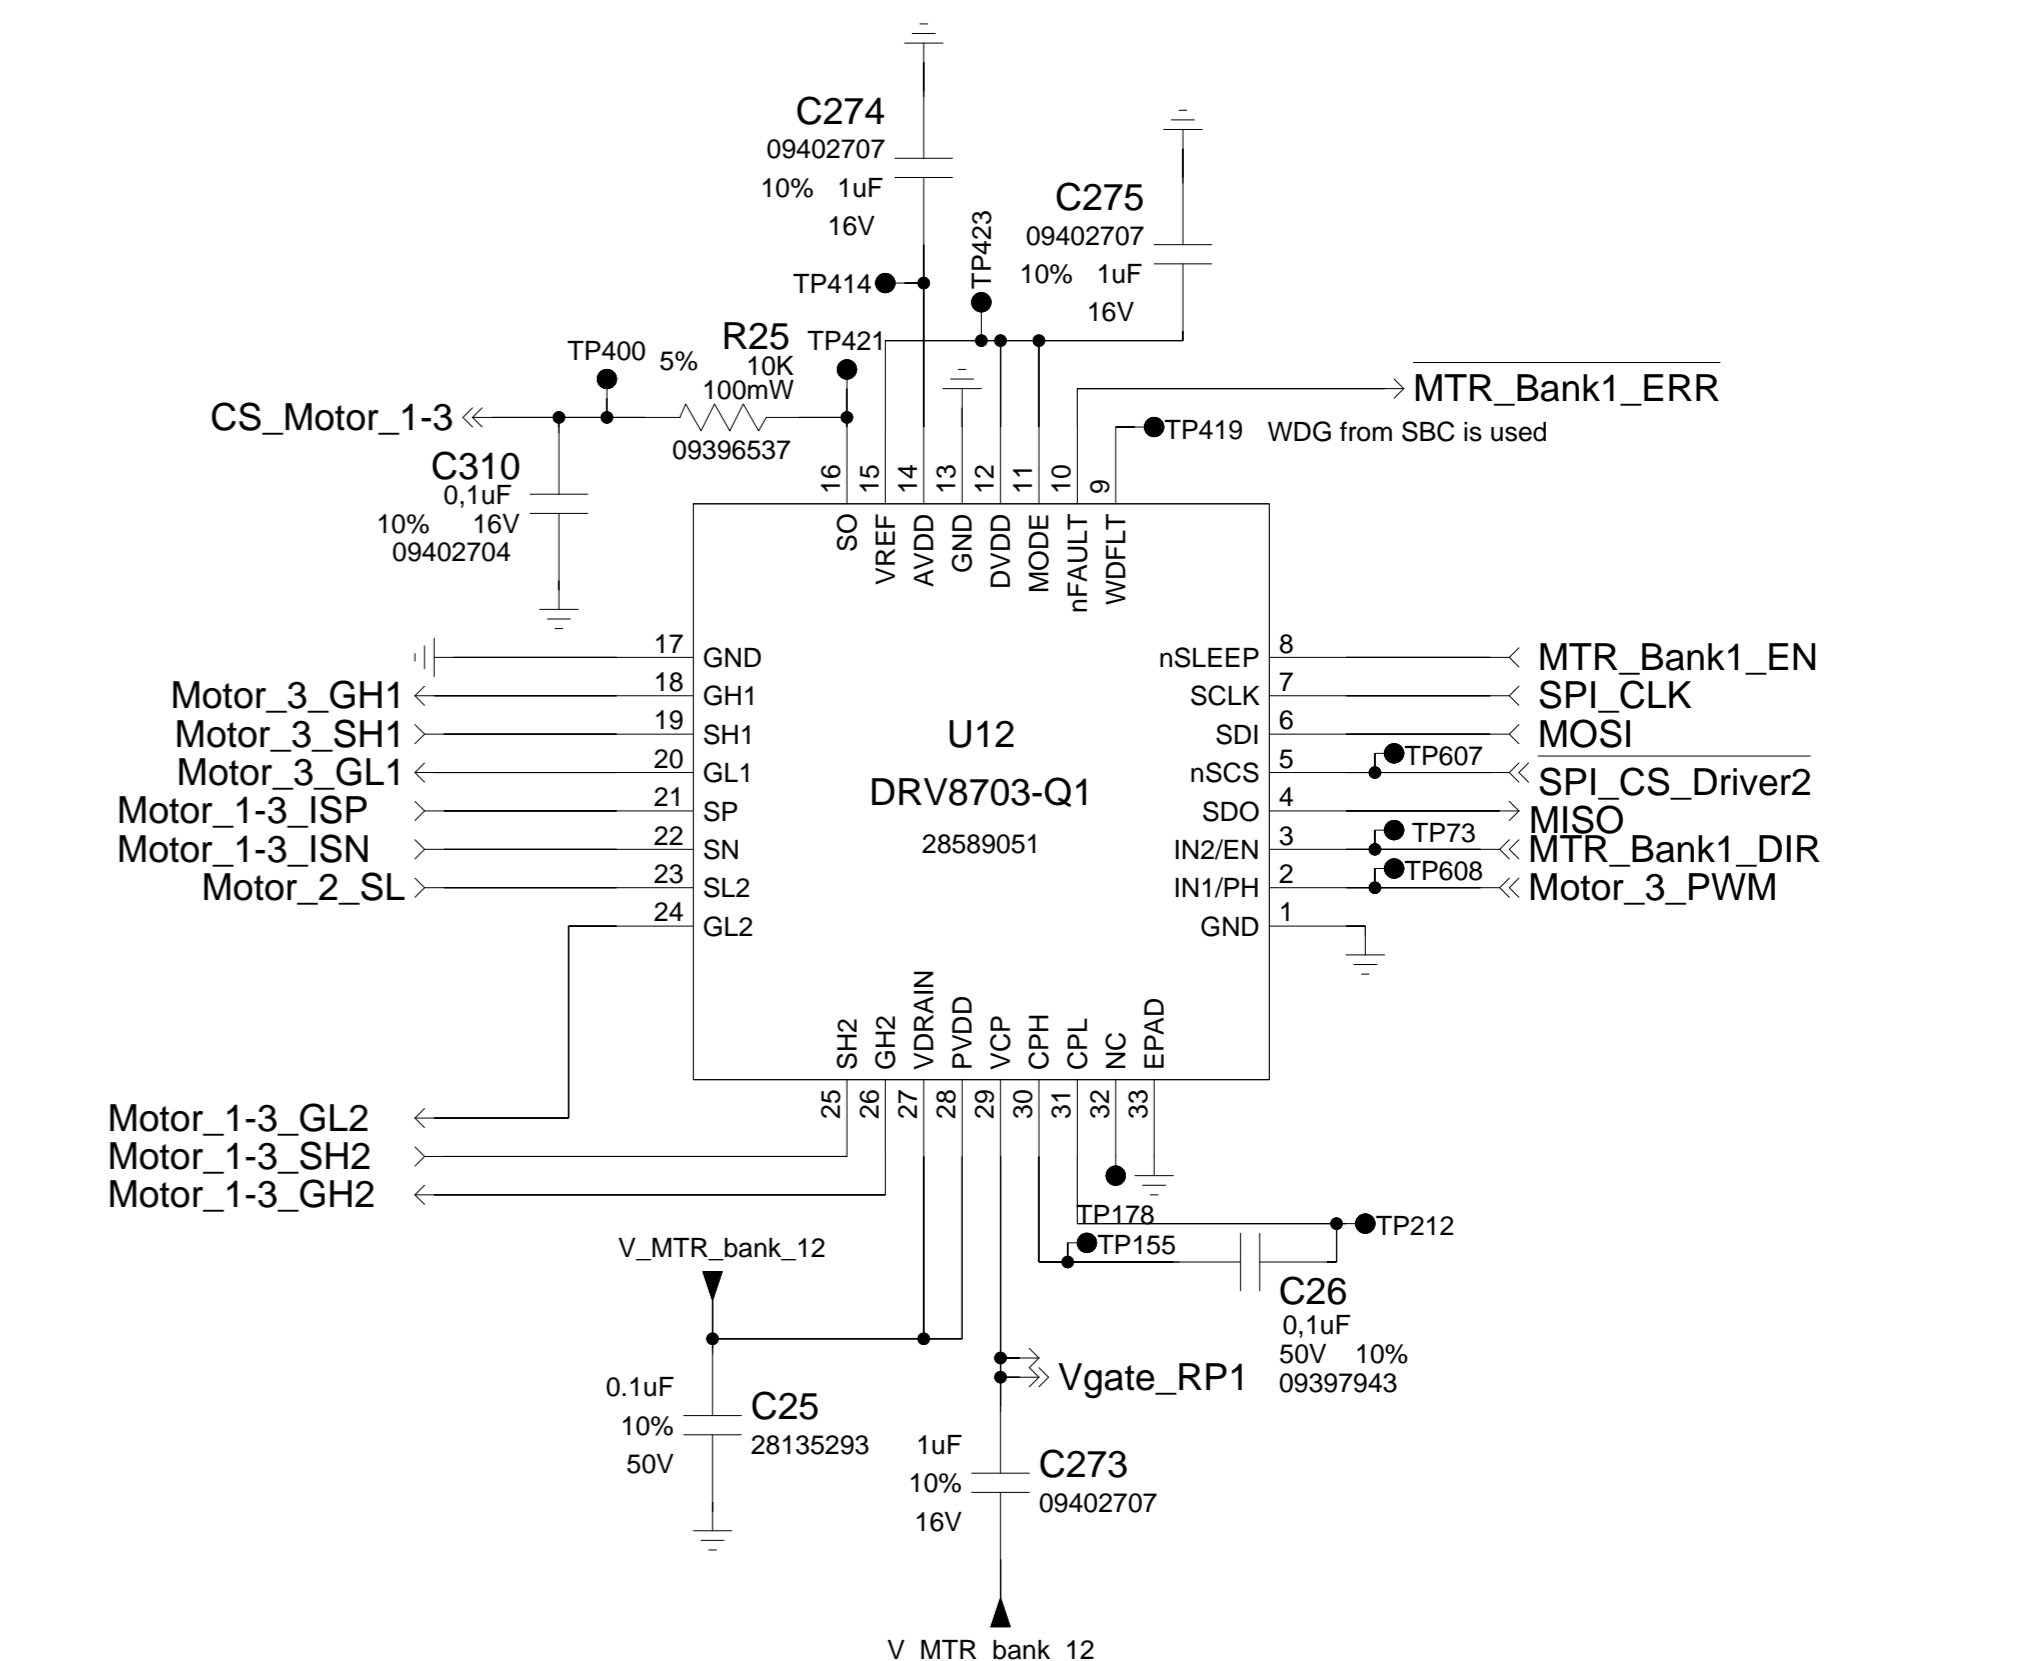 C274
09402707
10% 1uF
16V
C275
09402707
10% 1uF
16V
TP423
TP414
R25
10K
5%
100mW
09396537
TP421
TP400
CS_Motor_1-3
MTR_Bank1_ERR
TP419 WDG from SBC is used
C310
0,1uF
10% 16V
09402704
16 15 14 13 12 11 10 9
SO VREF AVDD GND DVDD MODE nFAULT WDFLT
17 GND
Motor_3_GH1 18 GH1
Motor_3_SH1 19 SH1
Motor_3_GL1 20 GL1
Motor_1-3_ISP 21 SP
Motor_1-3_ISN 22 SN
Motor_2_SL 23 SL2
24 GL2
U12
DRV8703-Q1
28589051
nSLEEP 8 MTR_Bank1_EN
SCLK 7 SPI_CLK
SDI 6 MOSI
nSCS 5 TP607 SPI_CS_Driver2
SDO 4 MISO
IN2/EN 3 TP73 MTR_Bank1_DIR
IN1/PH 2 TP608 Motor_3_PWM
GND 1
SH2 GH2 VDRAIN PVDD VCP CPH CPL NC EPAD
25 26 27 28 29 30 31 32 33
Motor_1-3_GL2
Motor_1-3_SH2
Motor_1-3_GH2
TP178
TP212
TP155
V_MTR_bank_12
C26
0,1uF
50V 10%
09397943
Vgate_RP1
0.1uF
10%
50V
C25
28135293
1uF
10%
16V
C273
09402707
V_MTR_bank_12